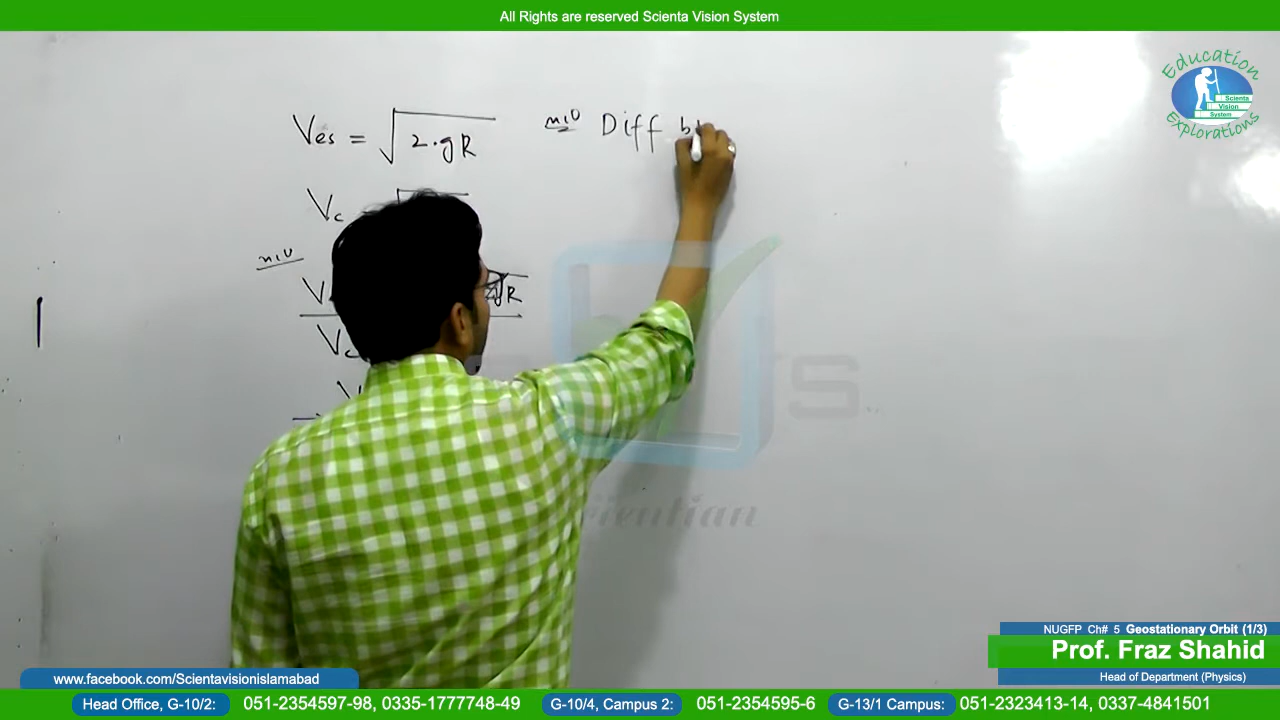 All Rights are reserved Scienta Vision System
Education
Scienta
Vision
System
Explorations
Ves = √2.gR
Diff
Vc
gR
Vc
NUGFP Ch# 5 Geostationary Orbit (1/3)
Prof. Fraz Shahid
Head of Department (Physics)
www.facebook.com/Scientavisionislamabad
Head Office, G-10/2: 051-2354597-98, 0335-1777748-49 G-10/4, Campus 2: 051-2354595-6 G-13/1 Campus: 051-2323413-14, 0337-4841501